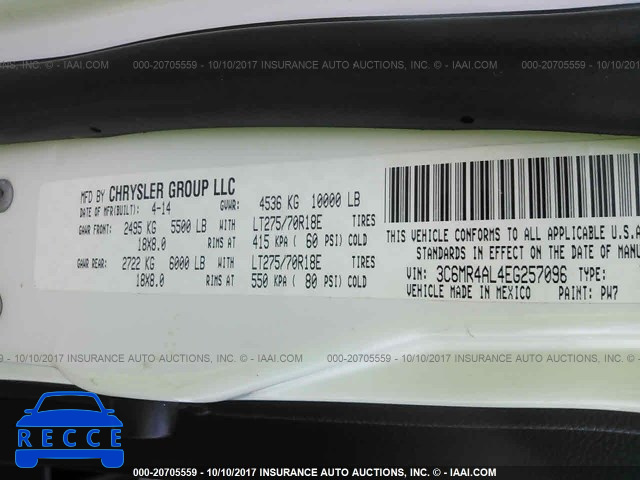 000-20705559 - 10/10/2017 INSURANCE AUTO AUCTIONS, INC. - © IAAI.COM
MFD BY CHRYSLER GROUP LLC
DATE OF MFR(BUILT): 4-14 GVWR: 4536 KG 10000 LB
GAWR FRONT: 2495 KG 5500 LB WITH LT275/70R18E TIRES
18X8.0 RIMS AT 415 KPA ( 60 PSI) COLD
GAWR REAR: 2722 KG 6000 LB WITH LT275/70R18E TIRES
18X8.0 RIMS AT 550 KPA ( 80 PSI) COLD
THIS VEHICLE CONFORMS TO ALL APPLICABLE U.S.A
STANDARDS IN EFFECT ON THE DATE OF MANU
VIN: 3C6MR4AL4EG257096 TYPE:
VEHICLE MADE IN MEXICO PAINT: PW7
000-20705559 - 10/10/2017 INSURANCE AUTO AUCTIONS, INC. - © IAAI.COM
RECCE
000-20705559 - 10/10/2017 INSURANCE AUTO AUCTIONS, INC. - © IAAI.COM